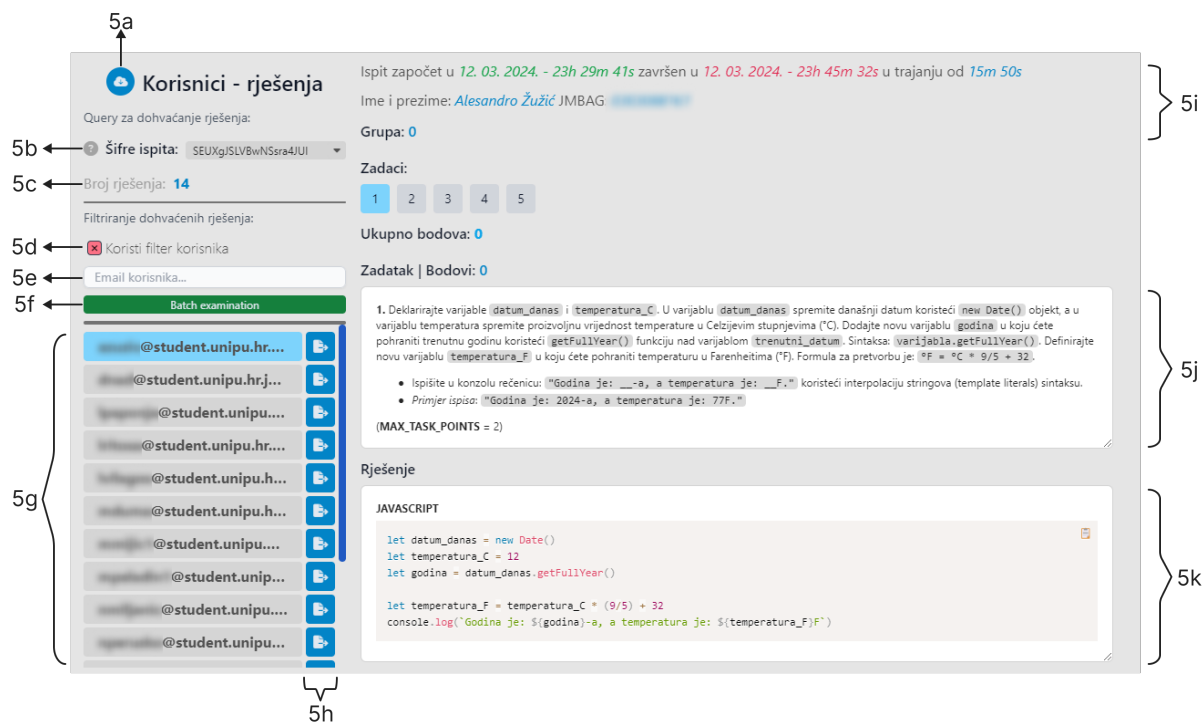 5a
Korisnici - rješenja
Query za dohvaćanje rješenja:
5b
Šifre ispita: SEUXgJSLVBwNSsra4JUI
5c
Broj rješenja: 14
Filtriranje dohvaćenih rješenja:
5d
Koristi filter korisnika
5e
Email korisnika...
5f
Batch examination
5g
@student.unipu.hr....
@student.unipu.hr.j...
@student.unipu....
@student.unipu.hr....
@student.unipu.h...
@student.unipu.h...
@student.unipu....
@student.unip...
@student.unipu....
@student.unipu...
5h
Ispit započet u 12. 03. 2024. - 23h 29m 41s završen u 12. 03. 2024. - 23h 45m 32s u trajanju od 15m 50s
Ime i prezime: Alesandro Žužić JMBAG
5i
Grupa: 0
Zadaci:
1 2 3 4 5
Ukupno bodova: 0
Zadatak | Bodovi: 0
1. Deklarirajte varijable datum_danas i temperatura_C. U varijablu datum_danas spremite današnji datum koristeći new Date() objekt, a u
varijablu temperatura spremite proizvoljnu vrijednost temperature u Celzijevim stupnjevima (°C). Dodajte novu varijablu godina u koju ćete
pohraniti trenutnu godinu koristeći getFullYear() funkciju nad varijablom trenutni_datum. Sintaksa: varijabla.getFullYear(). Definirajte
novu varijablu temperatura_F u koju ćete pohraniti temperaturu u Farenheitima (°F). Formula za pretvorbu je: °F = °C * 9/5 + 32.
• Ispišite u konzolu rečenicu: "Godina je: __-a, a temperatura je: __F." koristeći interpolaciju stringova (template literals) sintaksu.
• Primjer ispisa: "Godina je: 2024-a, a temperatura je: 77F."
(MAX_TASK_POINTS = 2)
5j
Rješenje
JAVASCRIPT
let datum_danas = new Date()
let temperatura_C = 12
let godina = datum_danas.getFullYear()
let temperatura_F = temperatura_C * (9/5) + 32
console.log(`Godina je: ${godina}-a, a temperatura je: ${temperatura_F}F`)
5k